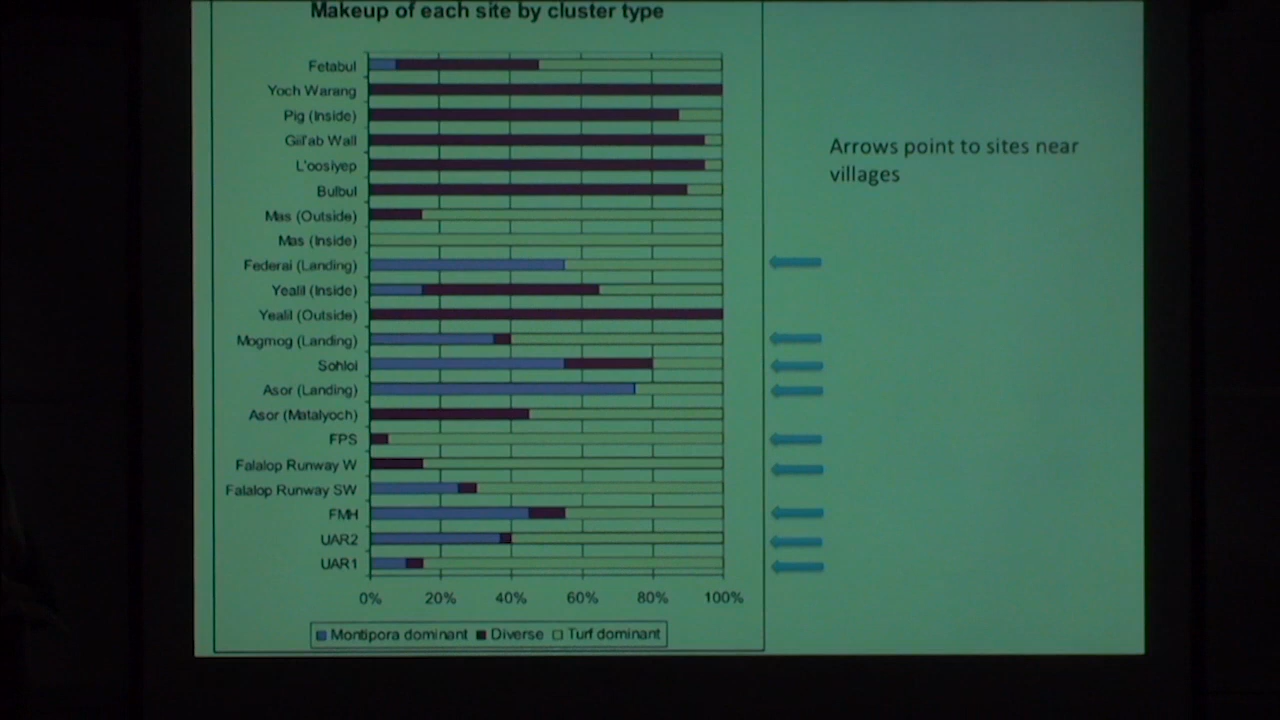 Makeup of each site by cluster type
Fetabul
Yoch Warang
Pig (Inside)
Giil'ab Wall
L'oosiyep
Bulbul
Mas (Outside)
Mas (Inside)
Federai (Landing)
Yealil (Inside)
Yealil (Outside)
Mogmog (Landing)
Sohloi
Asor (Landing)
Asor (Matalyoch)
FPS
Falalop Runway W
Falalop Runway SW
FMH
UAR2
UAR1
0% 20% 40% 60% 80% 100%
Montipora dominant Diverse Turf dominant
Arrows point to sites near
villages